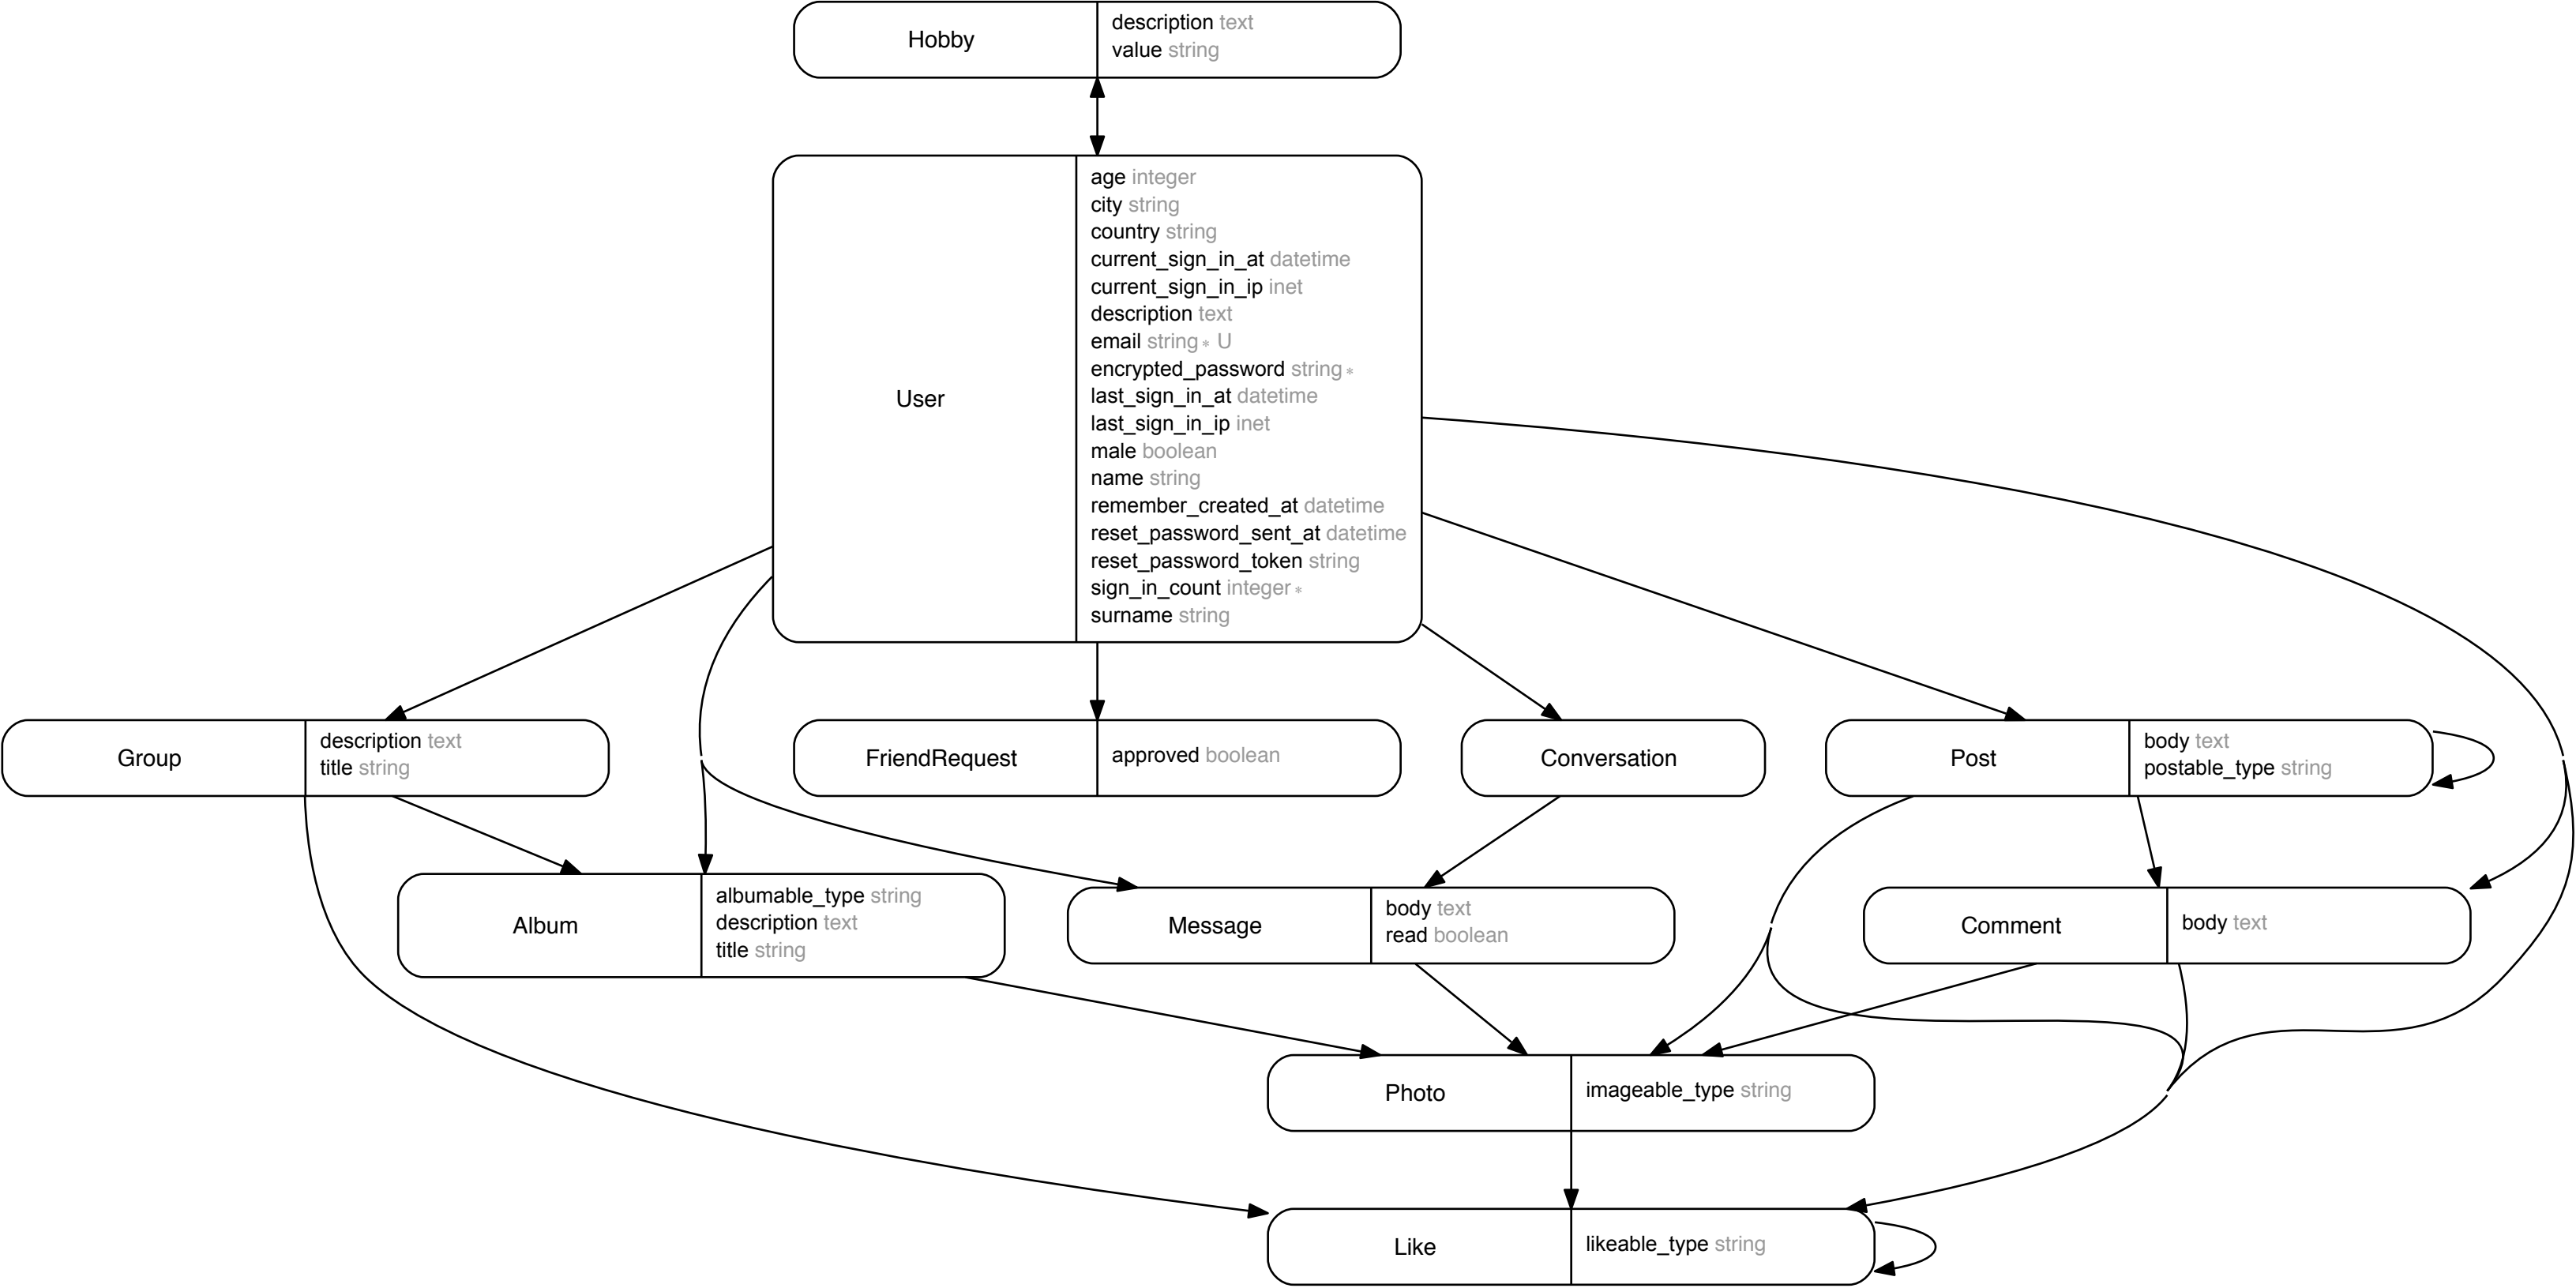 Hobby
description text
value string
User
age integer
city string
country string
current_sign_in_at datetime
current_sign_in_ip inet
description text
email string * U
encrypted_password string *
last_sign_in_at datetime
last_sign_in_ip inet
male boolean
name string
remember_created_at datetime
reset_password_sent_at datetime
reset_password_token string
sign_in_count integer *
surname string
Group
description text
title string
FriendRequest
approved boolean
Conversation
Post
body text
postable_type string
Album
albumable_type string
description text
title string
Message
body text
read boolean
Comment
body text
Photo
imageable_type string
Like
likeable_type string